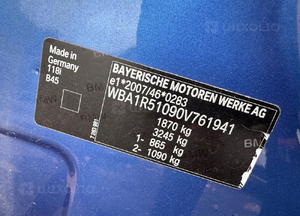 Made in
Germany
118i
B45
BAYERISCHE MOTOREN WERKE AG
e1*2007/46*0283
WBA1R51090V761941
1870 kg
3245 kg
1- 865 kg
2- 1090 kg